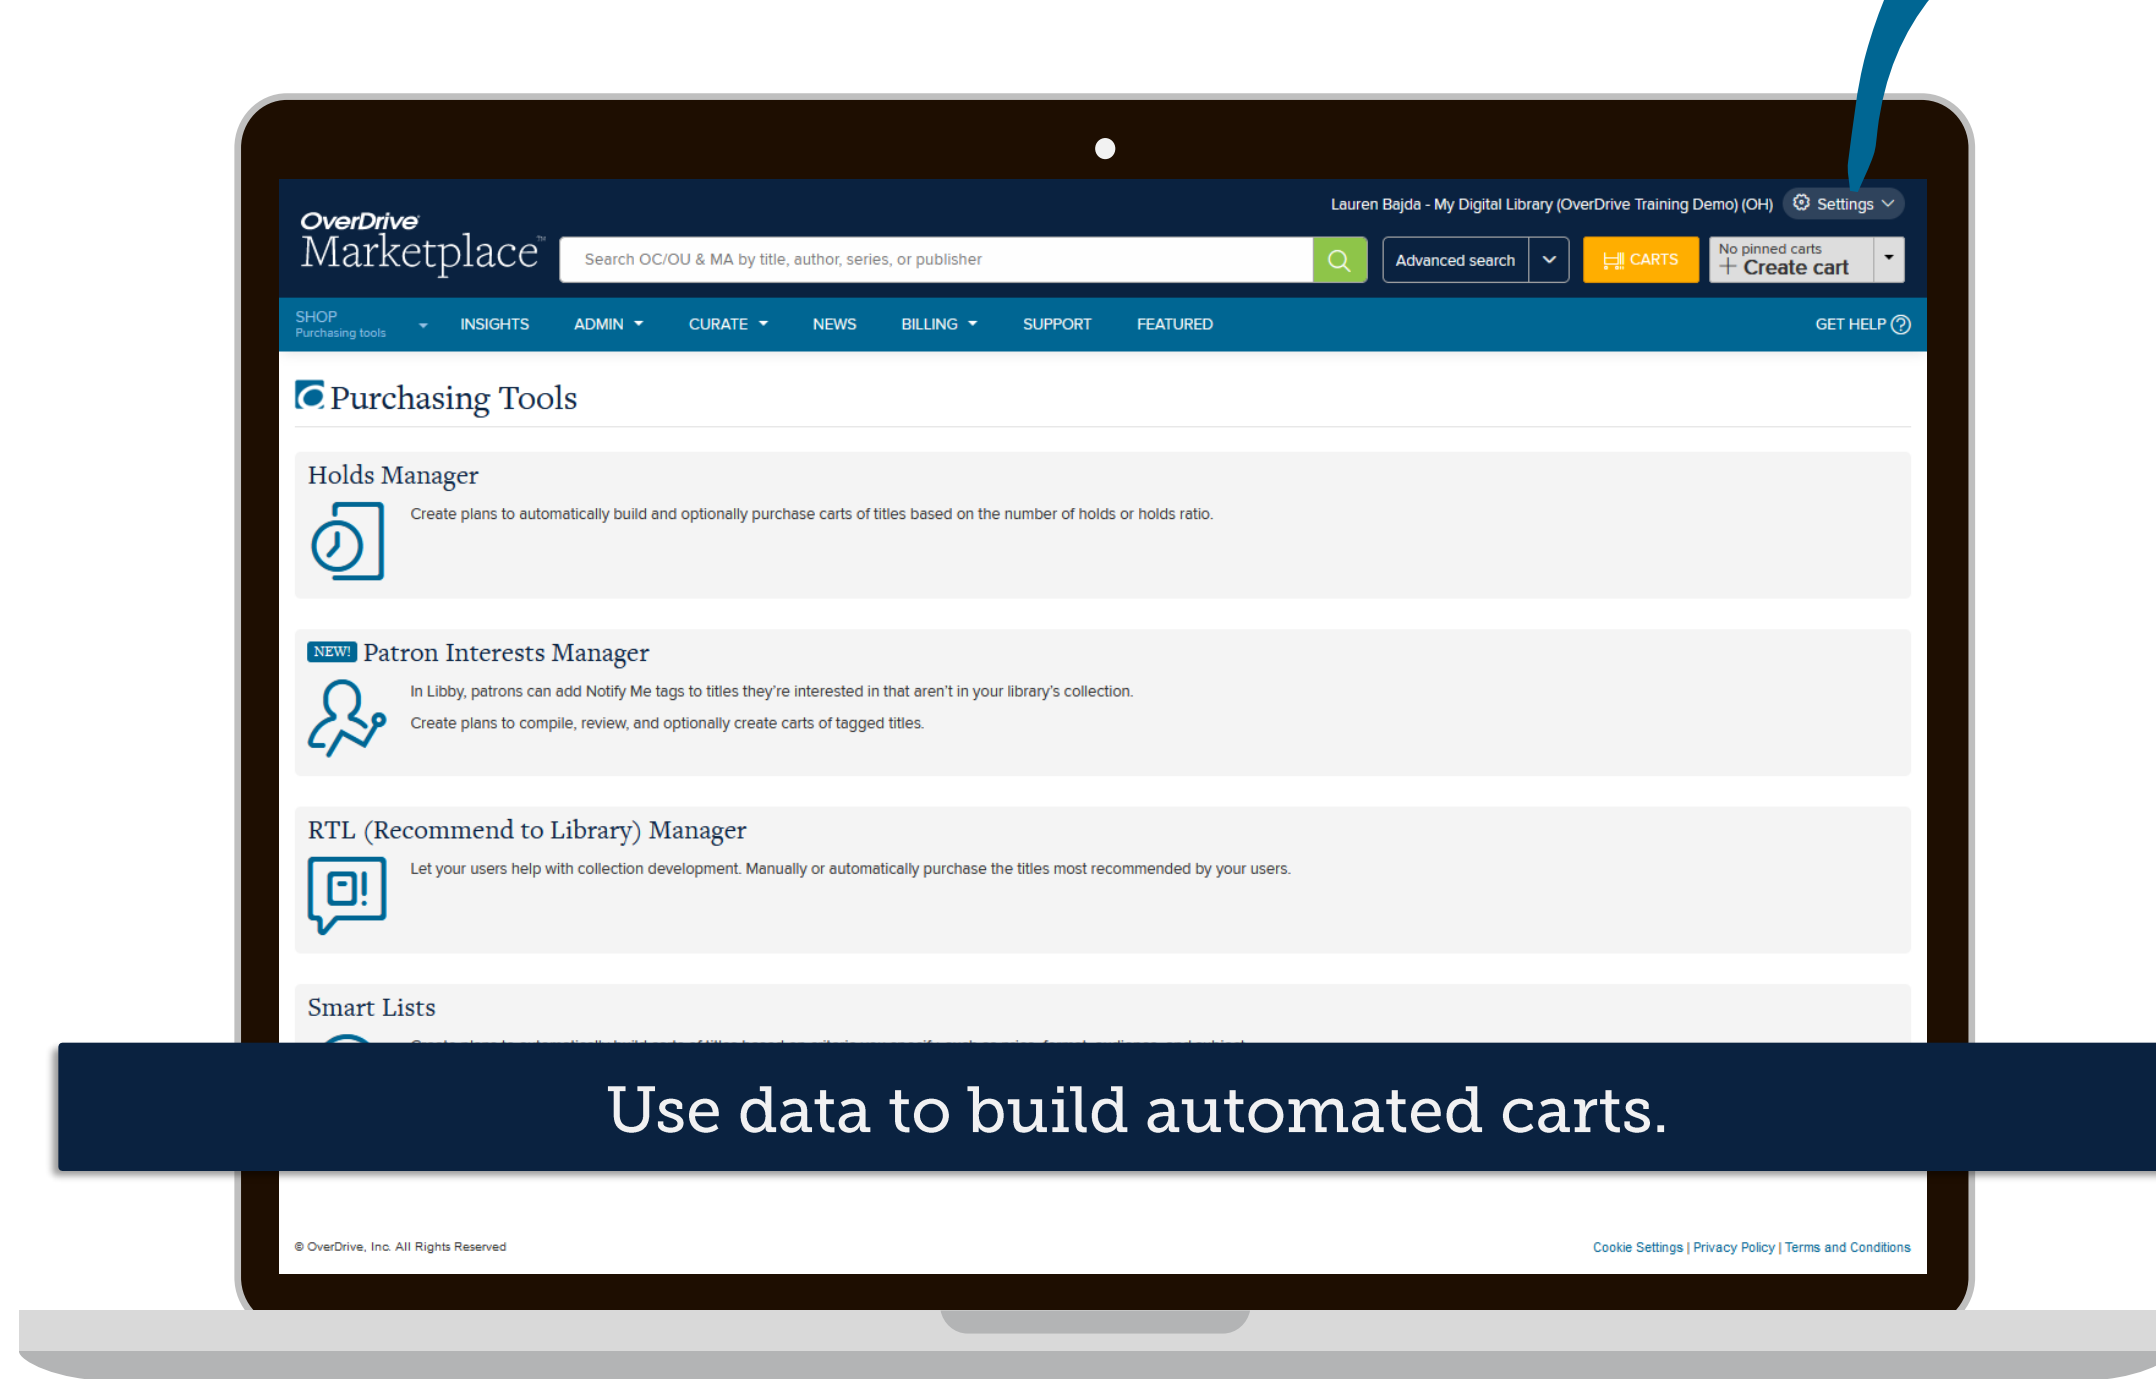 Lauren Bajda - My Digital Library (OverDrive Training Demo) (OH)
Settings
OverDrive
Marketplace™
Search OC/OU & MA by title, author, series, or publisher
Advanced search
CARTS
No pinned carts
+ Create cart
SHOP
Purchasing tools
INSIGHTS
ADMIN
CURATE
NEWS
BILLING
SUPPORT
FEATURED
GET HELP ?
Purchasing Tools
Holds Manager
Create plans to automatically build and optionally purchase carts of titles based on the number of holds or holds ratio.
NEW! Patron Interests Manager
In Libby, patrons can add Notify Me tags to titles they're interested in that aren't in your library's collection.
Create plans to compile, review, and optionally create carts of tagged titles.
RTL (Recommend to Library) Manager
Let your users help with collection development. Manually or automatically purchase the titles most recommended by your users.
Smart Lists
Use data to build automated carts.
© OverDrive, Inc. All Rights Reserved
Cookie Settings | Privacy Policy | Terms and Conditions